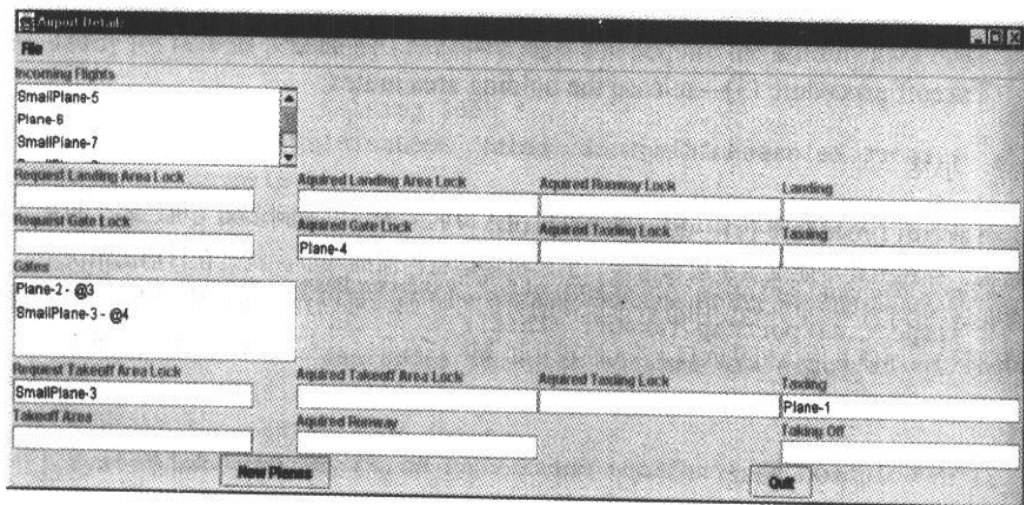 Airport Details
File
Incoming Flights
SmallPlane-5
Plane-6
SmallPlane-7
Request Landing Area Lock
Aquired Landing Area Lock
Aquired Runway Lock
Landing
Request Gate Lock
Aquired Gate Lock
Aquired Taxiing Lock
Taxiing
Plane-4
Gates
Plane-2 - @3
SmallPlane-3 - @4
Request Takeoff Area Lock
Aquired Takeoff Area Lock
Aquired Taxiing Lock
Taxiing
SmallPlane-3
Plane-1
Takeoff Area
Aquired Runway
Taking Off
New Planes
Quit